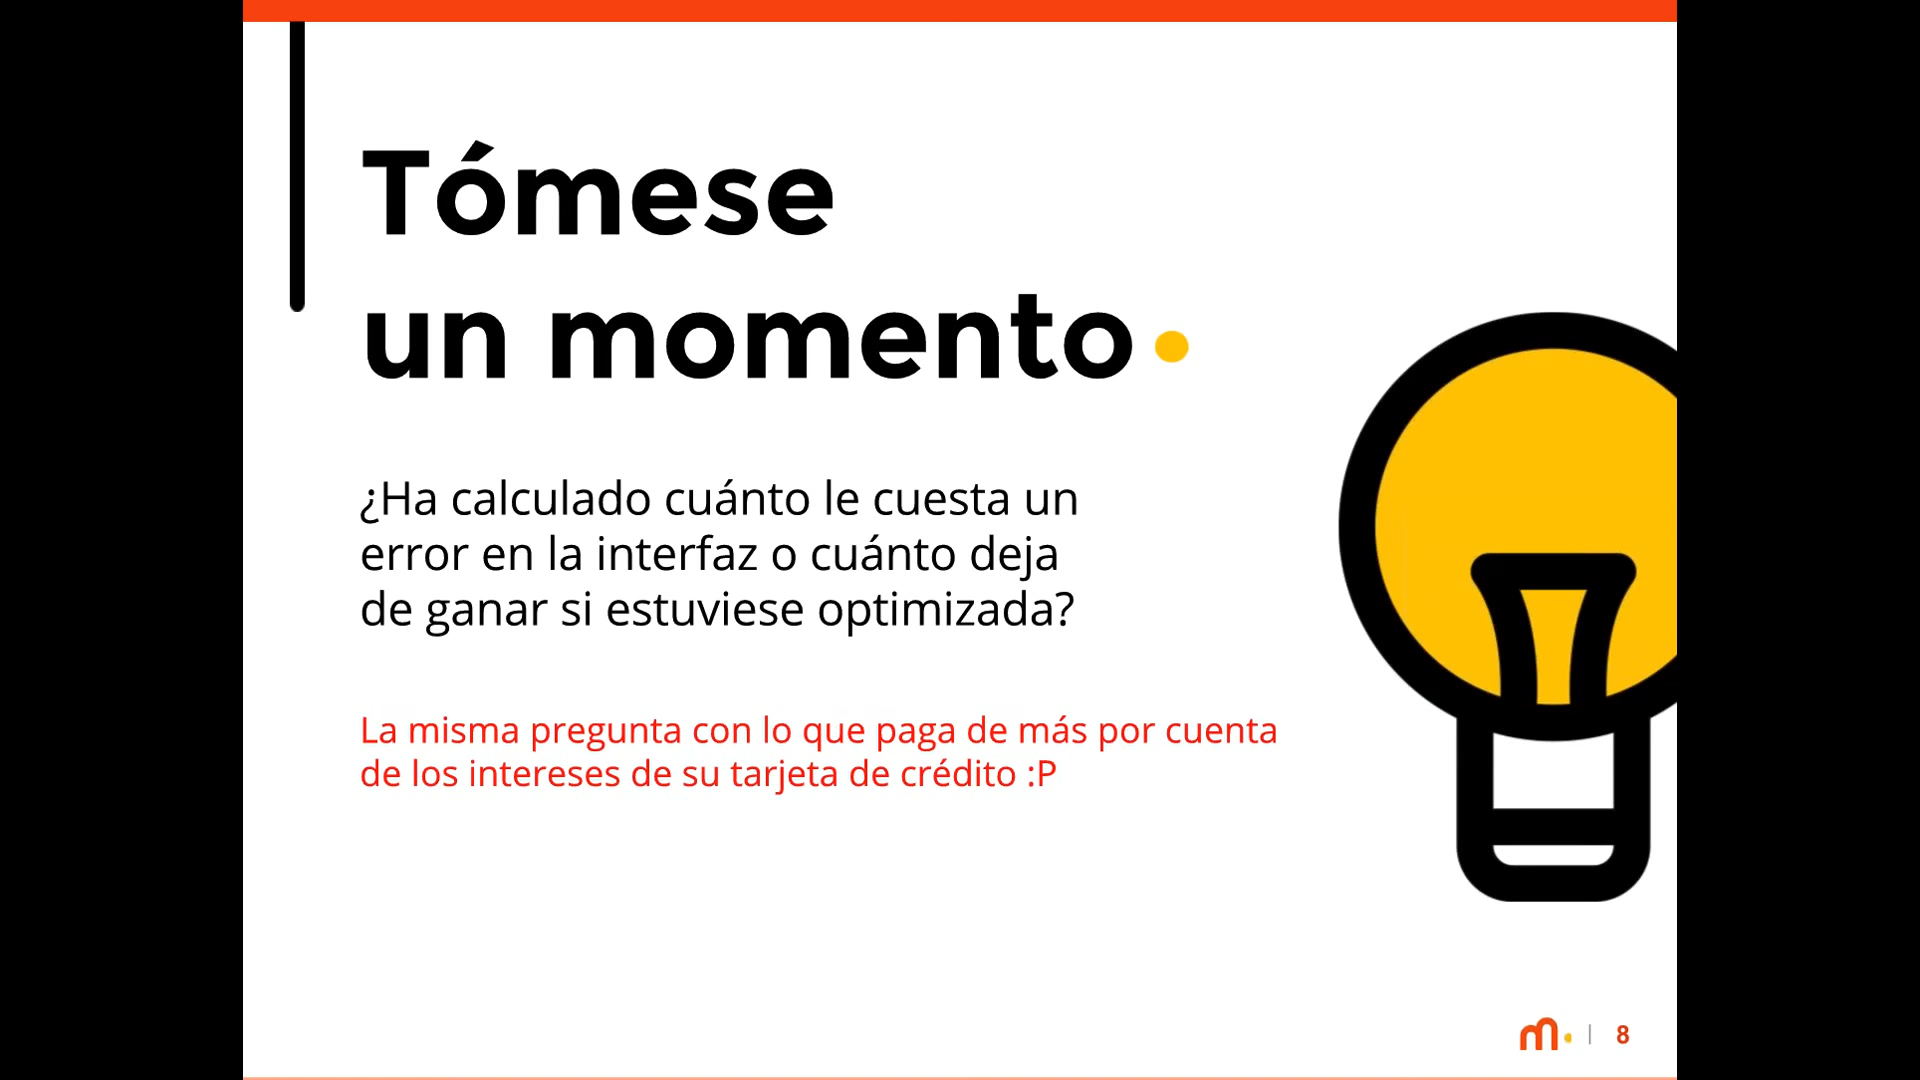 Tómese
un momento.
¿Ha calculado cuánto le cuesta un
error en la interfaz o cuánto deja
de ganar si estuviese optimizada?
La misma pregunta con lo que paga de más por cuenta
de los intereses de su tarjeta de crédito :P
m. | 8